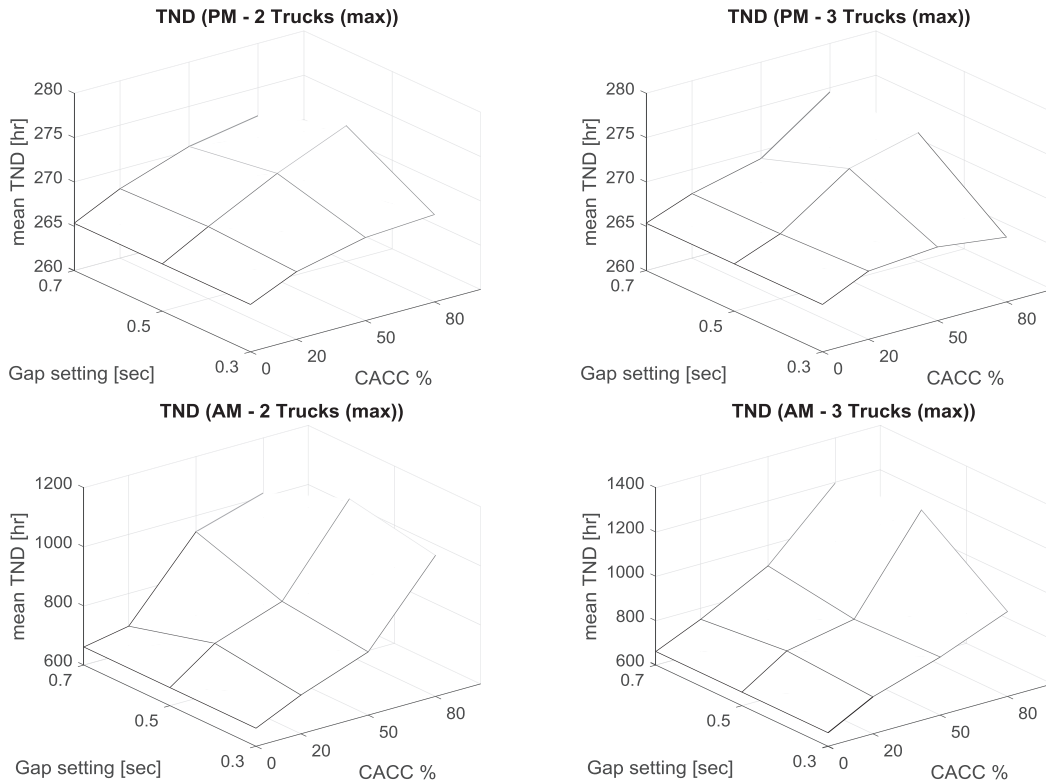 TND (PM - 2 Trucks (max))
280
275
270
265
260
mean TND [hr]
0.7
0.5
0.3
Gap setting [sec]
0
20
50
80
CACC %
TND (PM - 3 Trucks (max))
280
275
270
265
260
mean TND [hr]
0.7
0.5
0.3
Gap setting [sec]
0
20
50
80
CACC %
TND (AM - 2 Trucks (max))
1200
1000
800
600
mean TND [hr]
0.7
0.5
0.3
Gap setting [sec]
0
20
50
80
CACC %
TND (AM - 3 Trucks (max))
1400
1200
1000
800
600
mean TND [hr]
0.7
0.5
0.3
Gap setting [sec]
0
20
50
80
CACC %